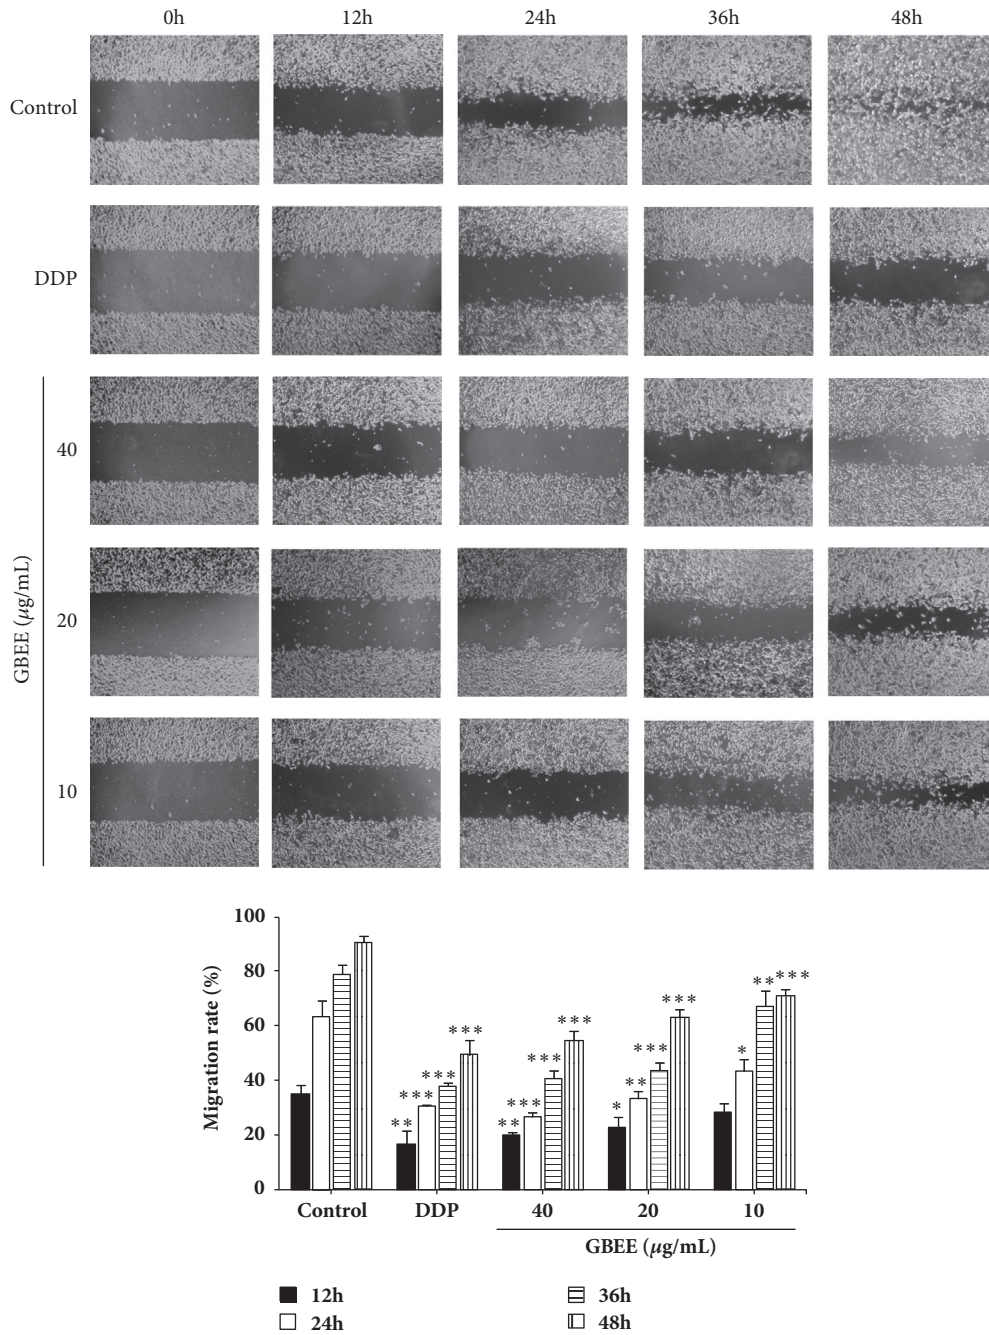 0h 12h 24h 36h 48h
Control
DDP
40
20
10
GBEE (μg/mL)
100
80
60
40
20
0
Migration rate (%)
** *** *** ***
** *** *** ***
* ** *** ***
* ** ***
Control DDP 40 20 10
GBEE (μg/mL)
12h 36h
24h 48h